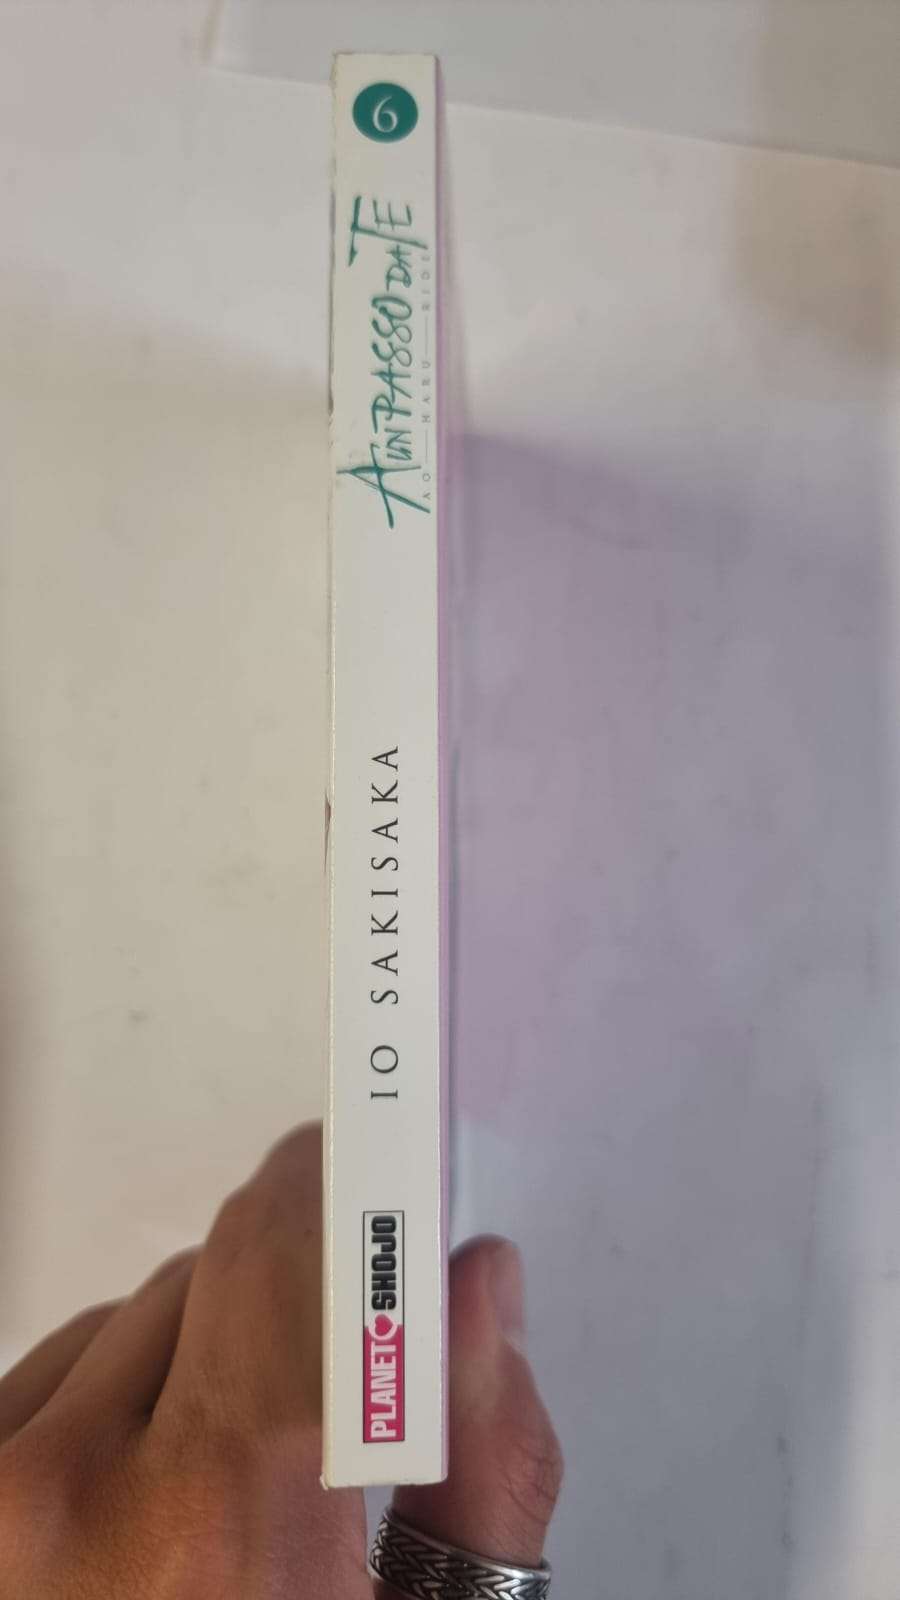 6
A UN PASSO DA TE
AO — HARU — RIDE
IO SAKISAKA
PLANET SHOJO